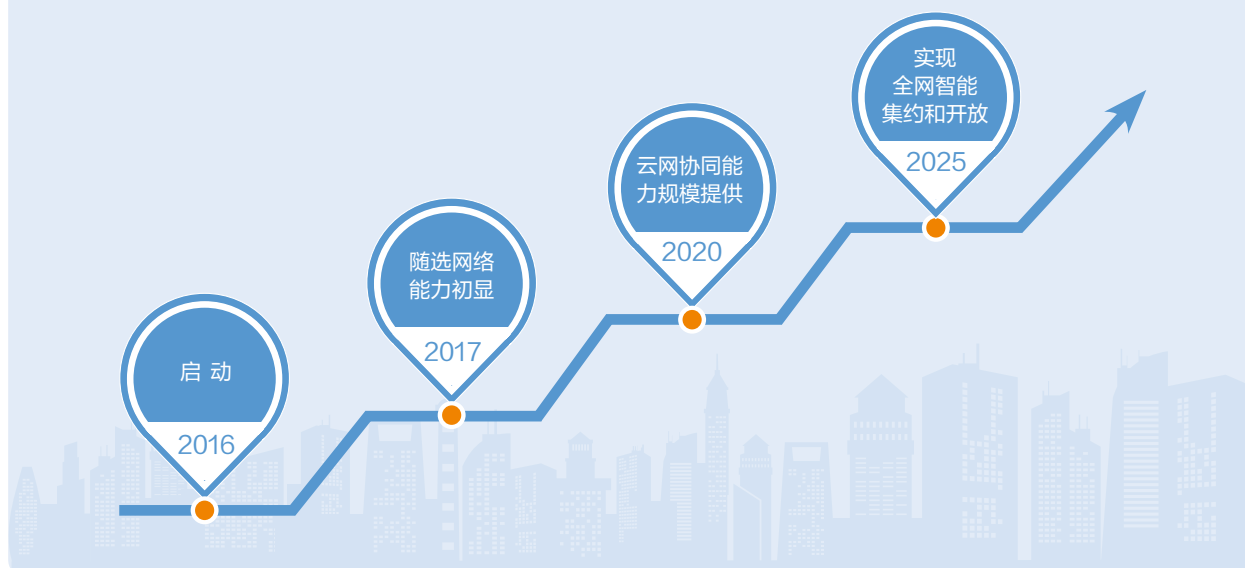 启 动
2016
随选网络
能力初显
2017
云网协同能
力规模提供
2020
实现
全网智能
集约和开放
2025